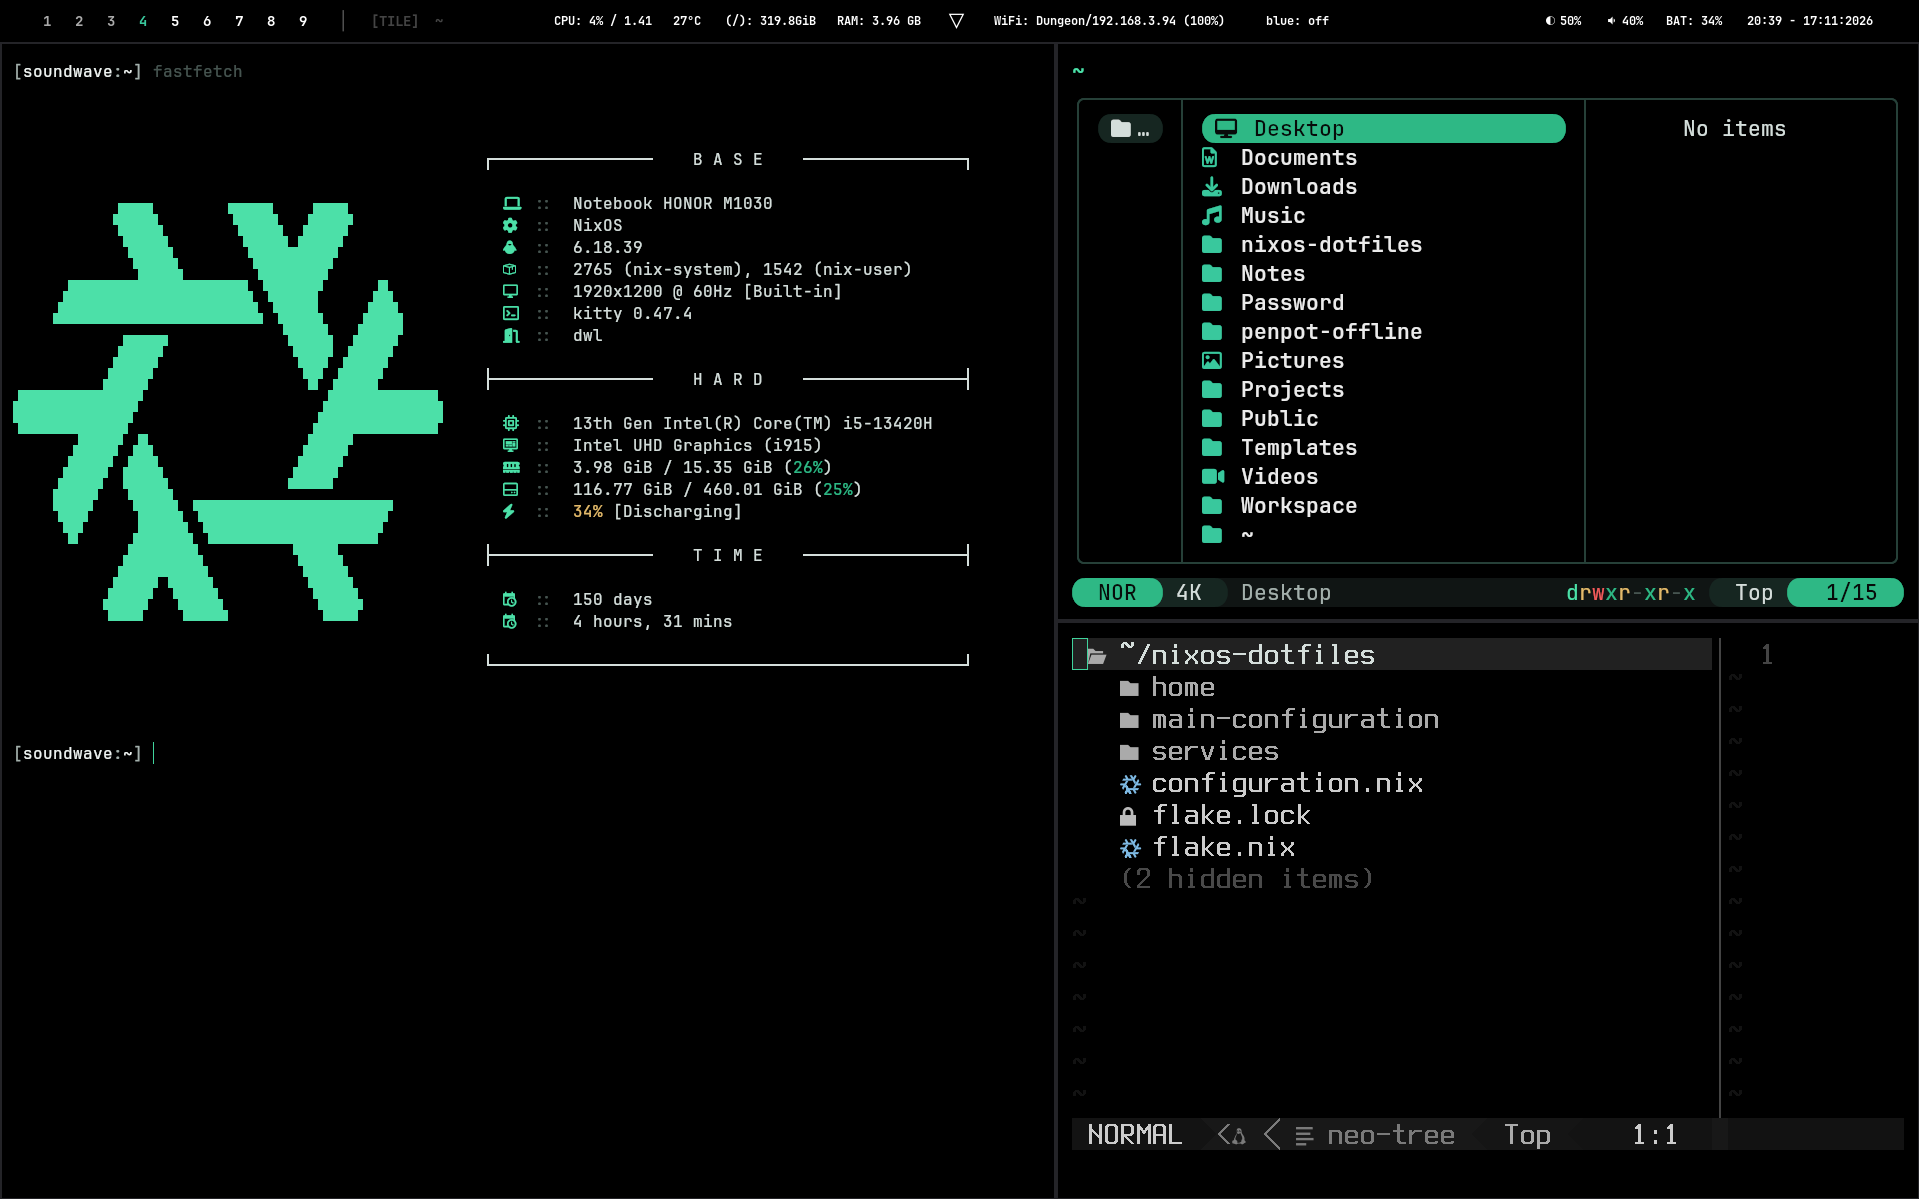 1 2 3 4 5 6 7 8 9 [TILE] ~ CPU: 4% / 1.41 27°C (/): 319.8GiB RAM: 3.96 GB WiFi: Dungeon/192.168.3.94 (100%) blue: off 50% 40% BAT: 34% 20:39 - 17:11:2026
[soundwave:~] fastfetch
BASE
:: Notebook HONOR M1030
:: NixOS
:: 6.18.39
:: 2765 (nix-system), 1542 (nix-user)
:: 1920x1200 @ 60Hz [Built-in]
:: kitty 0.47.4
:: dwl
HARD
:: 13th Gen Intel(R) Core(TM) i5-13420H
:: Intel UHD Graphics (i915)
:: 3.98 GiB / 15.35 GiB (26%)
:: 116.77 GiB / 460.01 GiB (25%)
:: 34% [Discharging]
TIME
:: 150 days
:: 4 hours, 31 mins
[soundwave:~]
~
… Desktop No items
Documents
Downloads
Music
nixos-dotfiles
Notes
Password
penpot-offline
Pictures
Projects
Public
Templates
Videos
Workspace
~
NOR 4K Desktop drwxr-xr-x Top 1/15
~/nixos-dotfiles 1
home ~
main-configuration ~
services ~
configuration.nix ~
flake.lock ~
flake.nix ~
(2 hidden items) ~
~ ~
~ ~
~ ~
~ ~
~ ~
~ ~
~ ~
NORMAL neo-tree Top 1:1